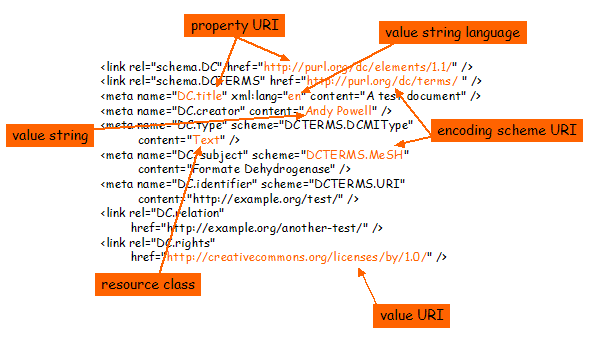 property URI
value string language
<link rel="schema.DC" href="http://purl.org/dc/elements/1.1/" />
<link rel="schema.DCTERMS" href="http://purl.org/dc/terms/ " />
<meta name="DC.title" xml:lang="en" content="A test document" />
<meta name="DC.creator" content="Andy Powell" />
<meta name="DC.type" scheme="DCTERMS.DCMIType"
content="Text" />
value string
encoding scheme URI
<meta name="DC.subject" scheme="DCTERMS.MeSH"
content="Formate Dehydrogenase" />
<meta name="DC.identifier" scheme="DCTERMS.URI"
content="http://example.org/test/" />
<link rel="DC.relation"
href="http://example.org/another-test/" />
<link rel="DC.rights"
href="http://creativecommons.org/licenses/by/1.0/" />
resource class
value URI